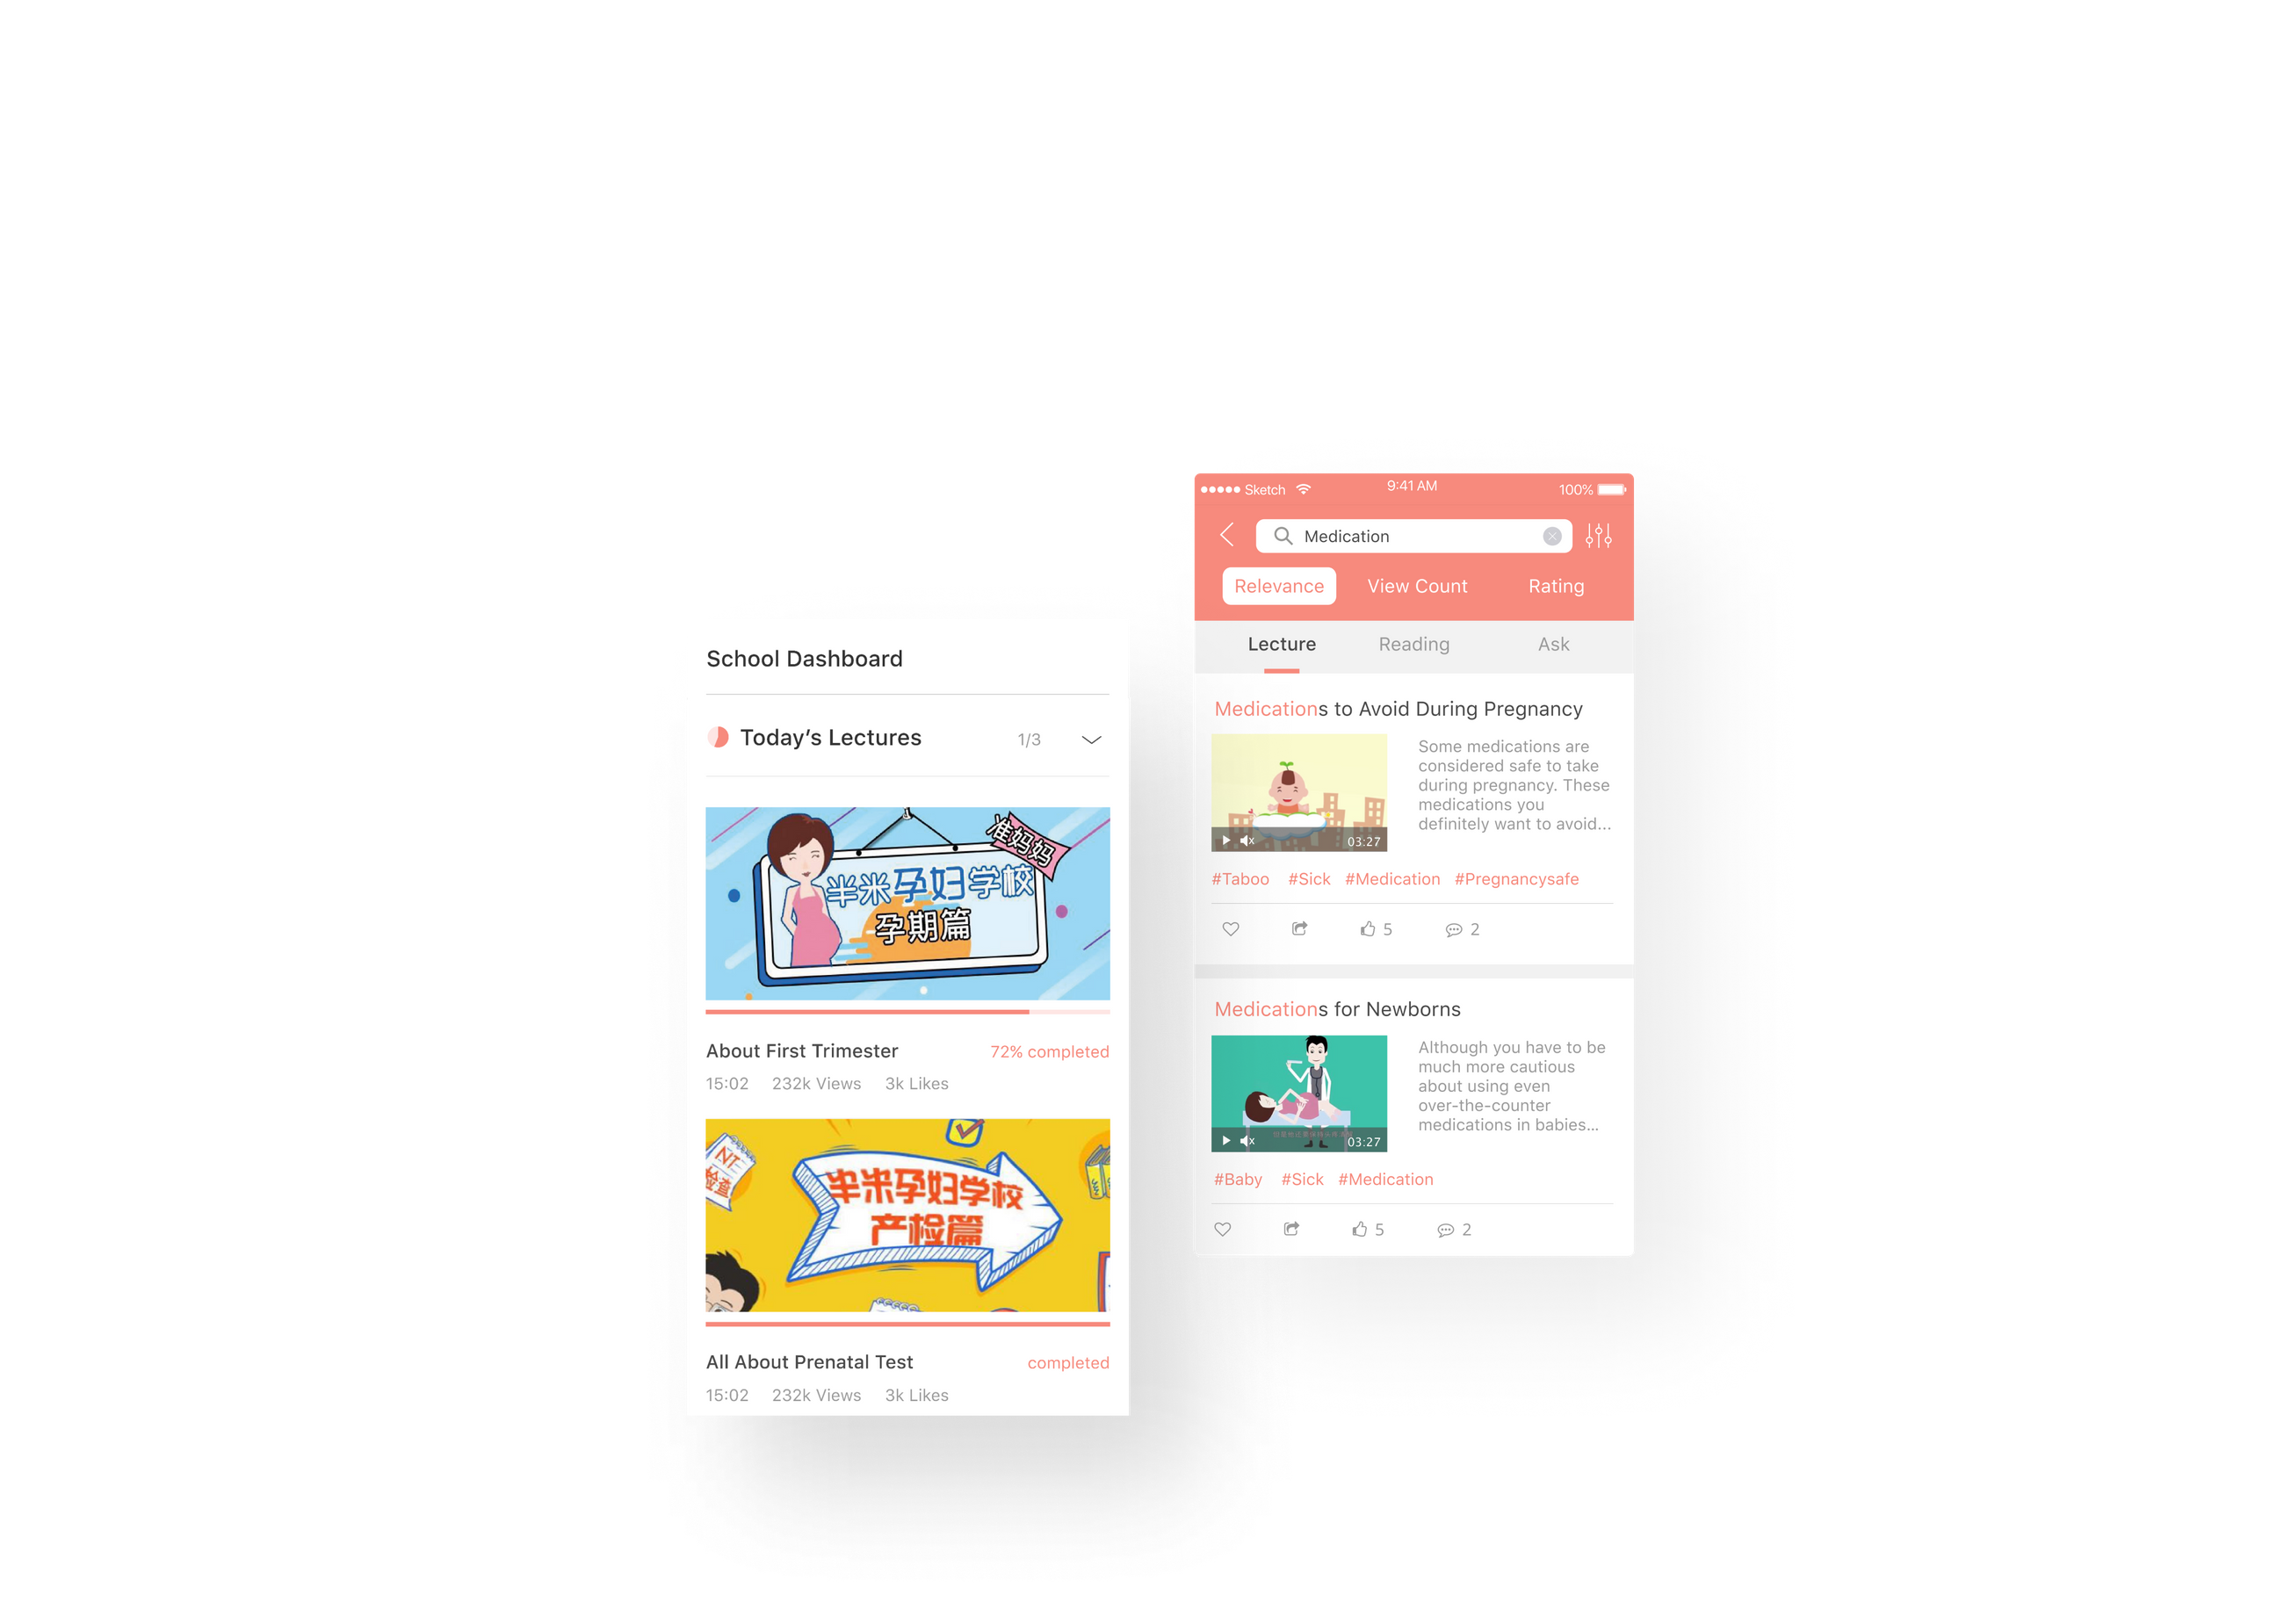 School Dashboard
Today's Lectures 1/3
准妈妈
半米孕妇学校
孕期篇
About First Trimester 72% completed
15:02 232k Views 3k Likes
NT
检查
半米孕妇学校
产检篇
All About Prenatal Test completed
15:02 232k Views 3k Likes
Sketch 9:41 AM 100%
Medication
Relevance View Count Rating
Lecture Reading Ask
Medications to Avoid During Pregnancy
Some medications are
considered safe to take
during pregnancy. These
medications you
definitely want to avoid...
03:27
#Taboo #Sick #Medication #Pregnancysafe
5 2
Medications for Newborns
Although you have to be
much more cautious
about using even
over-the-counter
medications in babies...
03:27
#Baby #Sick #Medication
5 2